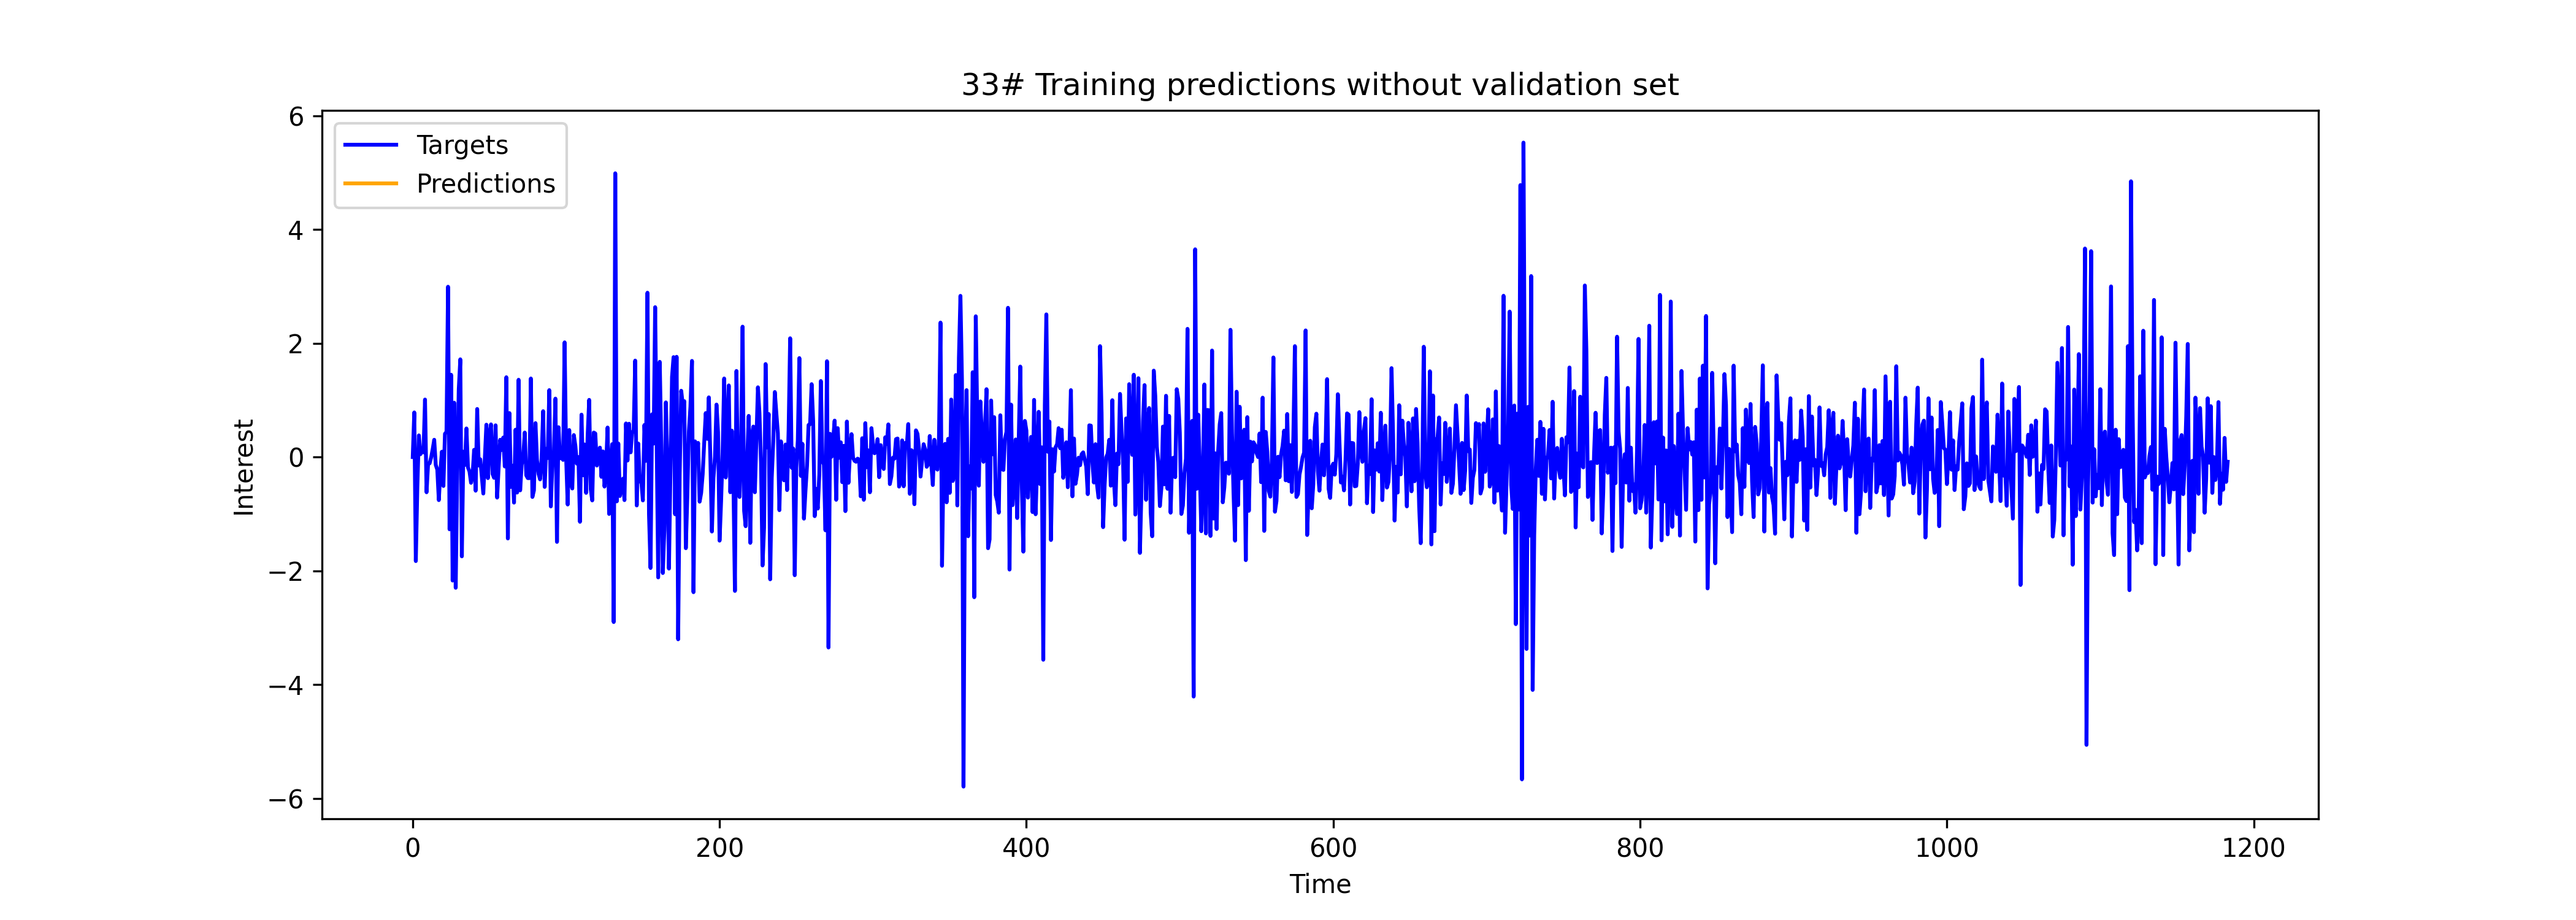 33# Training predictions without validation set
Targets
Predictions
Interest
6
4
2
0
−2
−4
−6
0 200 400 600 800 1000 1200
Time